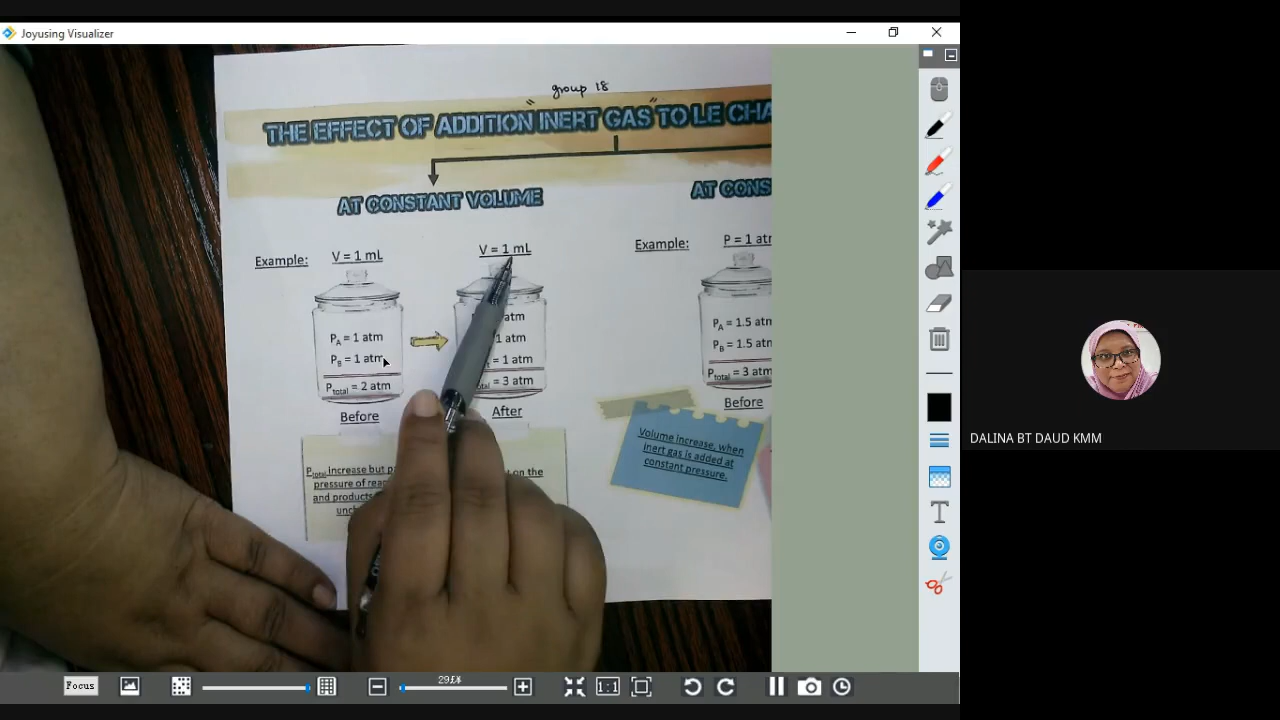 Joyusing Visualizer
group 18
THE EFFECT OF ADDITION "INERT GAS" TO LE CHA
AT CONSTANT VOLUME
AT CONS
Example:
V = 1 mL
V = 1 mL
Example:
P = 1 atm
PA = 1 atm
PB = 1 atm
Ptotal = 2 atm
Before
atm
1 atm
= 1 atm
= 3 atm
After
PA = 1.5 atm
PB = 1.5 atm
Ptotal = 3 atm
Before
Ptotal increase but
pressure of
and products
on the
Volume increase, when
inert gas is added at
constant pressure.
DALINA BT DAUD KMM
Focus
1:1
T